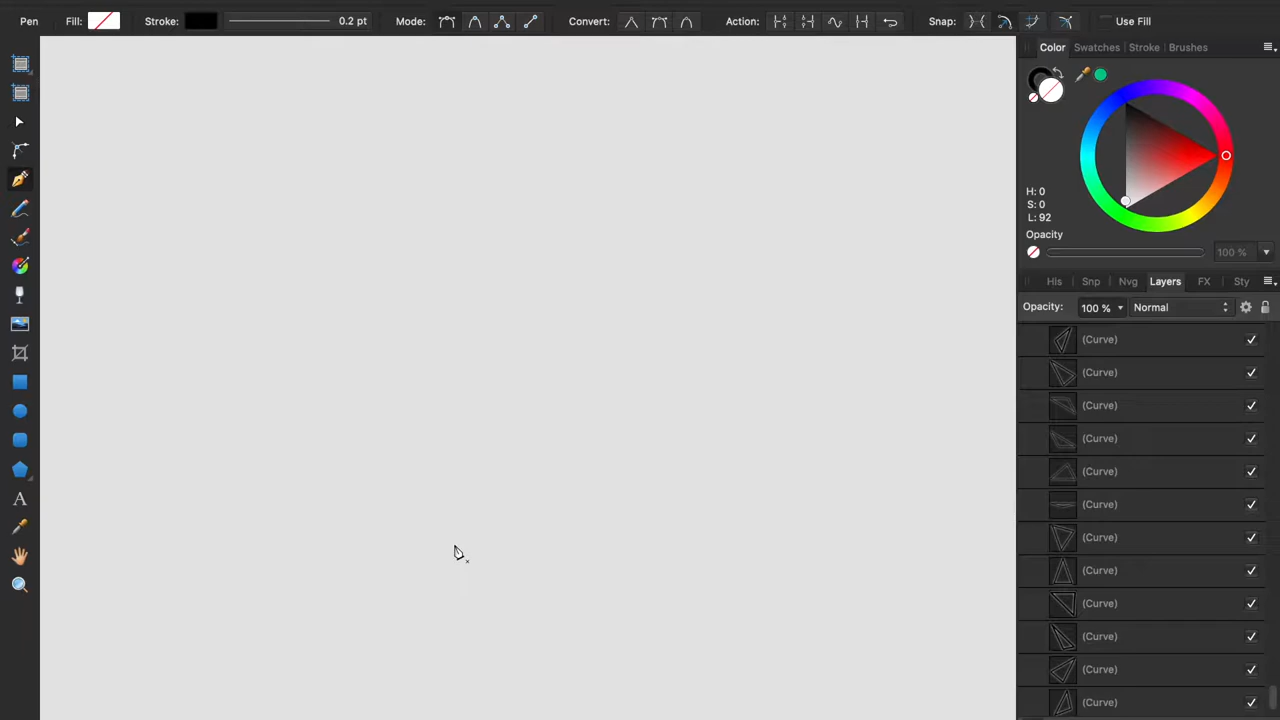 Pen Fill: Stroke: 0.2 pt Mode: Convert: Action: Snap: Use Fill
Color Swatches Stroke Brushes
H: 0
S: 0
L: 92
Opacity
100 %
His Snp Nvg Layers FX Sty
Opacity: 100 % Normal
(Curve)
(Curve)
(Curve)
(Curve)
(Curve)
(Curve)
(Curve)
(Curve)
(Curve)
(Curve)
(Curve)
(Curve)
A